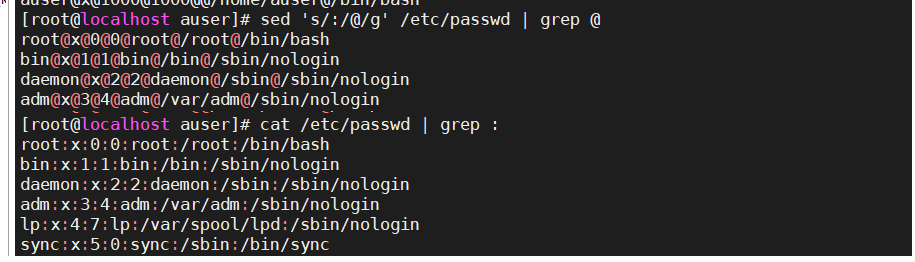 auser@x@1000@1000@@/home/auser@/bin/bash
[root@localhost auser]# sed 's/:/@/g' /etc/passwd | grep @
root@x@0@0@root@/root@/bin/bash
bin@x@1@1@bin@/bin@/sbin/nologin
daemon@x@2@2@daemon@/sbin@/sbin/nologin
adm@x@3@4@adm@/var/adm@/sbin/nologin
[root@localhost auser]# cat /etc/passwd | grep :
root:x:0:0:root:/root:/bin/bash
bin:x:1:1:bin:/bin:/sbin/nologin
daemon:x:2:2:daemon:/sbin:/sbin/nologin
adm:x:3:4:adm:/var/adm:/sbin/nologin
lp:x:4:7:lp:/var/spool/lpd:/sbin/nologin
sync:x:5:0:sync:/sbin:/bin/sync